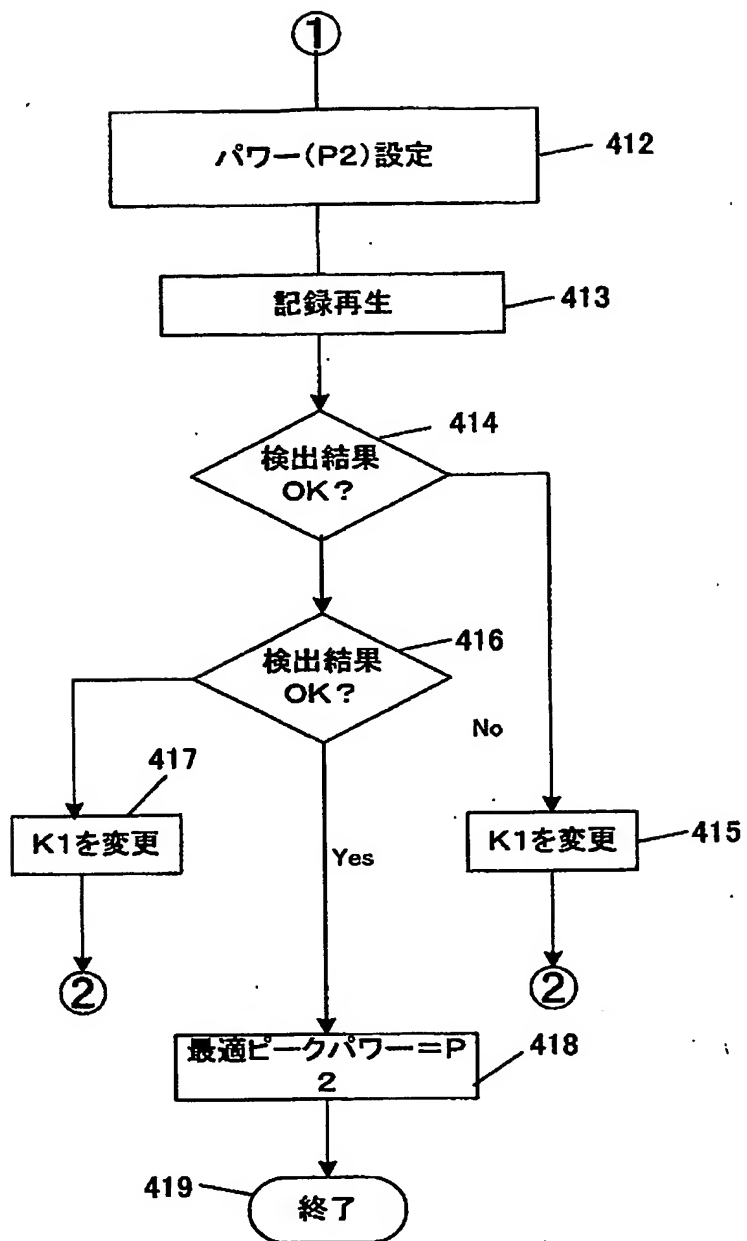 ①
パワー(P2)設定
412
記録再生
413
414
検出結果
OK?
416
検出結果
OK?
No
417
K1を変更
K1を変更
415
Yes
②
②
最適ピークパワー=P
2
418
419
終了